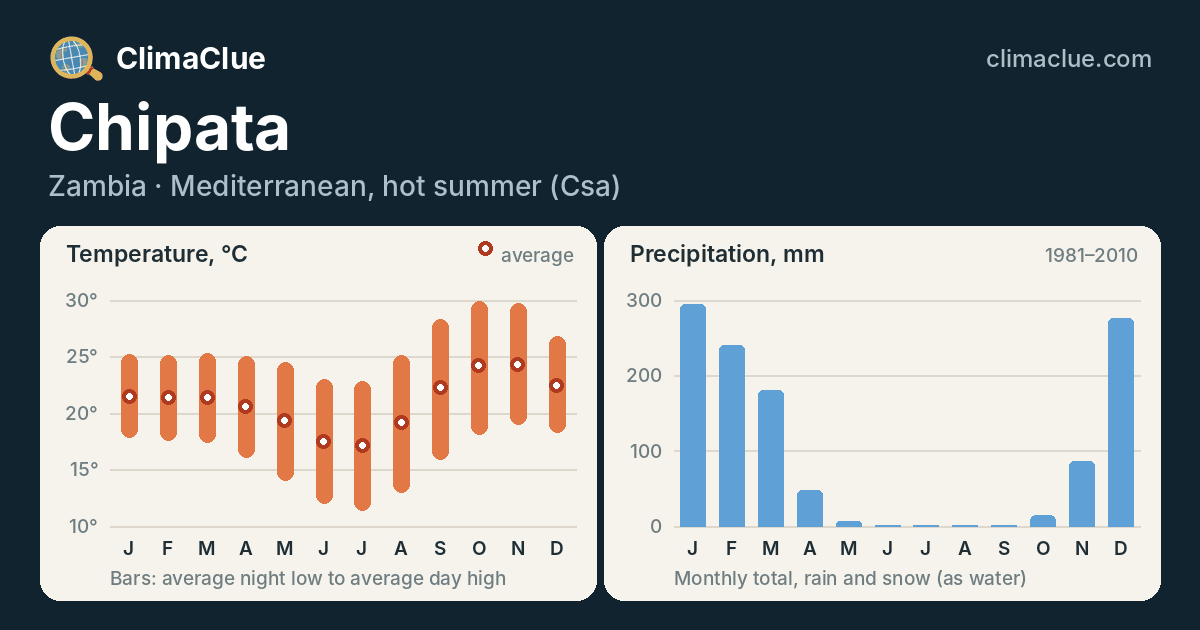 ClimaClue
climaclue.com
Chipata
Zambia · Mediterranean, hot summer (Csa)
Temperature, °C
average
30°
25°
20°
15°
10°
J F M A M J J A S O N D
Bars: average night low to average day high
Precipitation, mm
1981–2010
300
200
100
0
J F M A M J J A S O N D
Monthly total, rain and snow (as water)